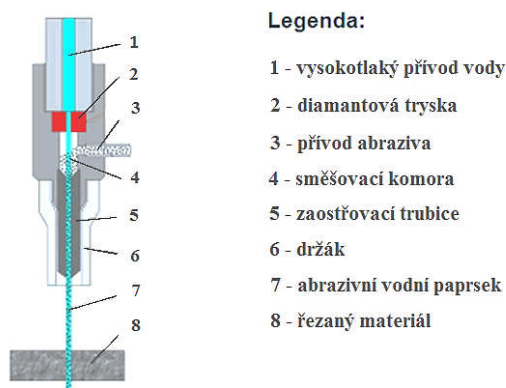 Legenda:
1
1 - vysokotlaký přívod vody
2
2 - diamantová tryska
3
3 - přívod abraziva
4
4 - směšovací komora
5
5 - zaostřovací trubice
6
6 - držák
7
7 - abrazivní vodní paprsek
8
8 - řezaný materiál